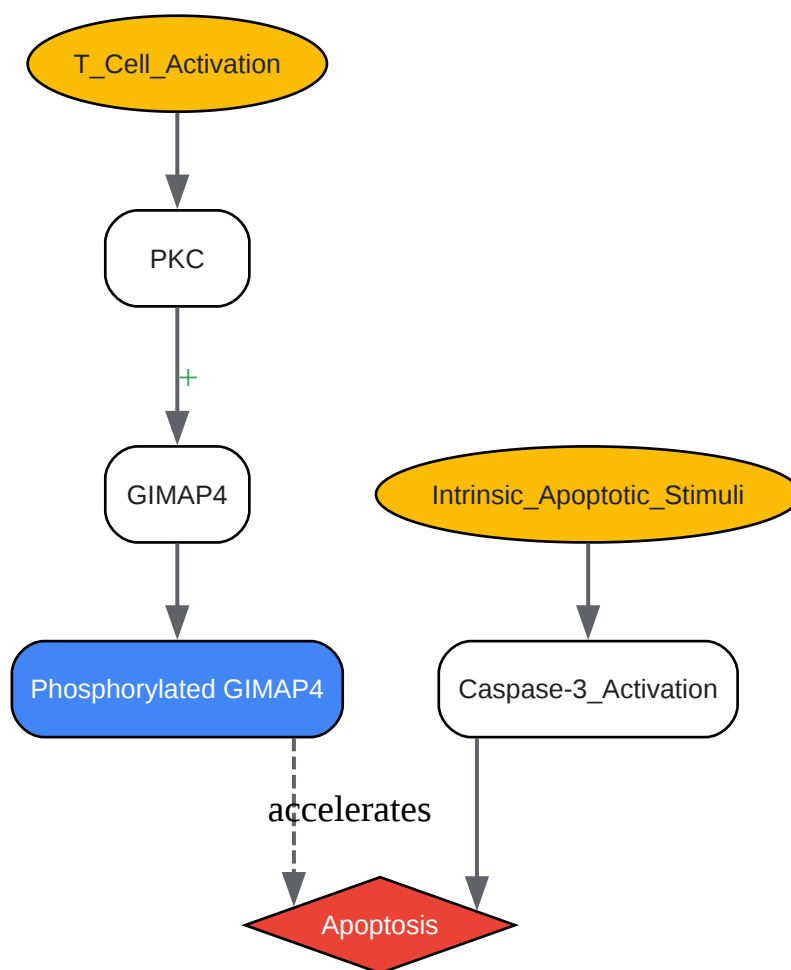 T_Cell_Activation
PKC
+
GIMAP4
Intrinsic_Apoptotic_Stimuli
Phosphorylated GIMAP4
Caspase-3_Activation
accelerates
Apoptosis